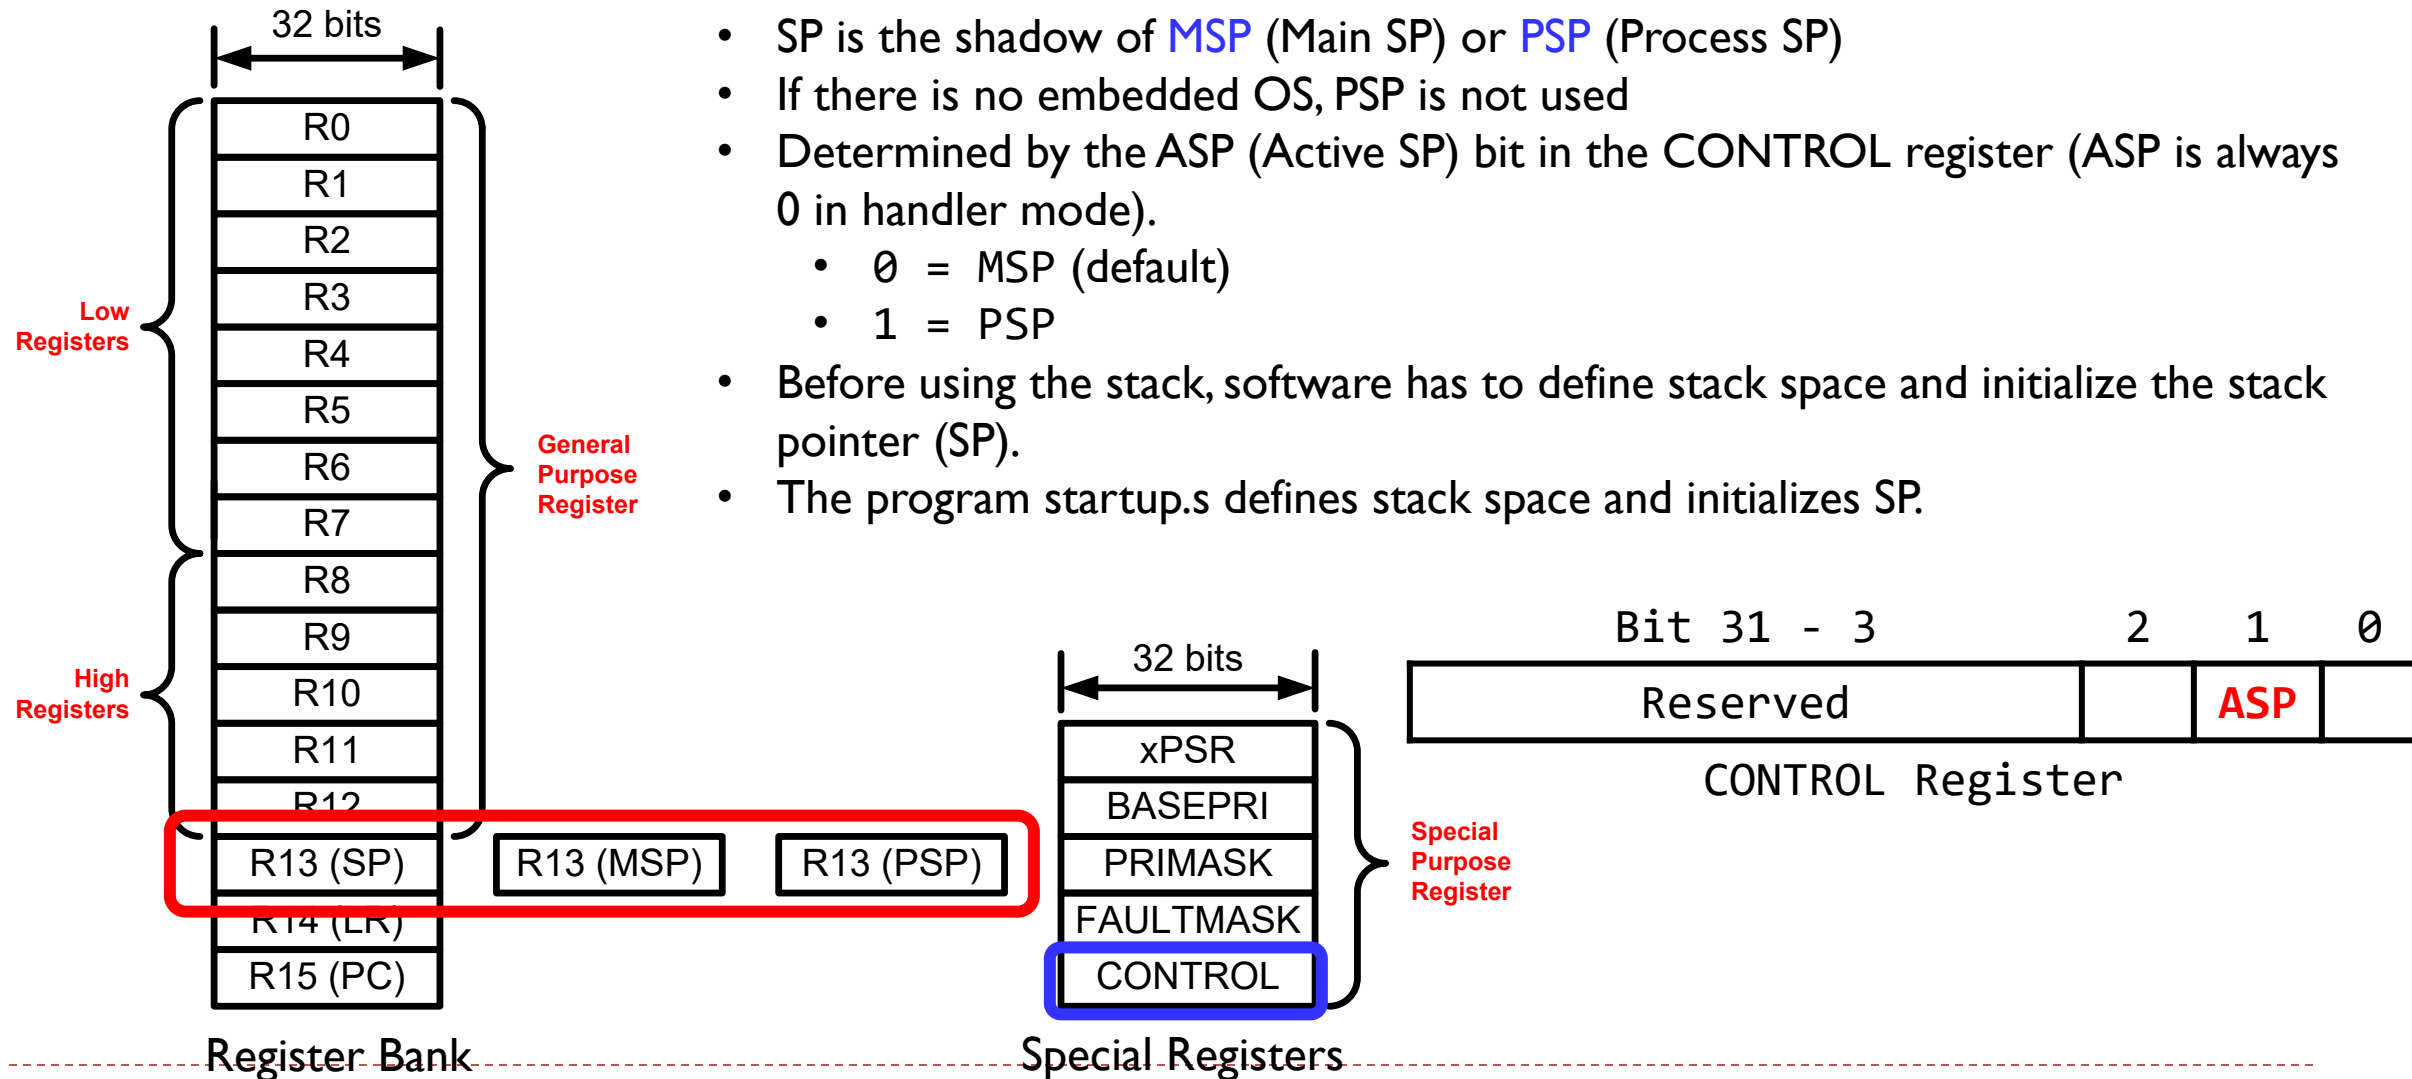 32 bits
R0
R1
R2
R3
R4
R5
R6
R7
R8
R9
R10
R11
R12
R13 (SP)
R14 (LR)
R15 (PC)
Register Bank
Low
Registers
High
Registers
General
Purpose
Register
R13 (MSP)
R13 (PSP)
• SP is the shadow of MSP (Main SP) or PSP (Process SP)
• If there is no embedded OS, PSP is not used
• Determined by the ASP (Active SP) bit in the CONTROL register (ASP is always
0 in handler mode).
• 0 = MSP (default)
• 1 = PSP
• Before using the stack, software has to define stack space and initialize the stack
pointer (SP).
• The program startup.s defines stack space and initializes SP.
32 bits
xPSR
BASEPRI
PRIMASK
FAULTMASK
CONTROL
Special Registers
Special
Purpose
Register
Bit 31 - 3 2 1 0
Reserved ASP
CONTROL Register